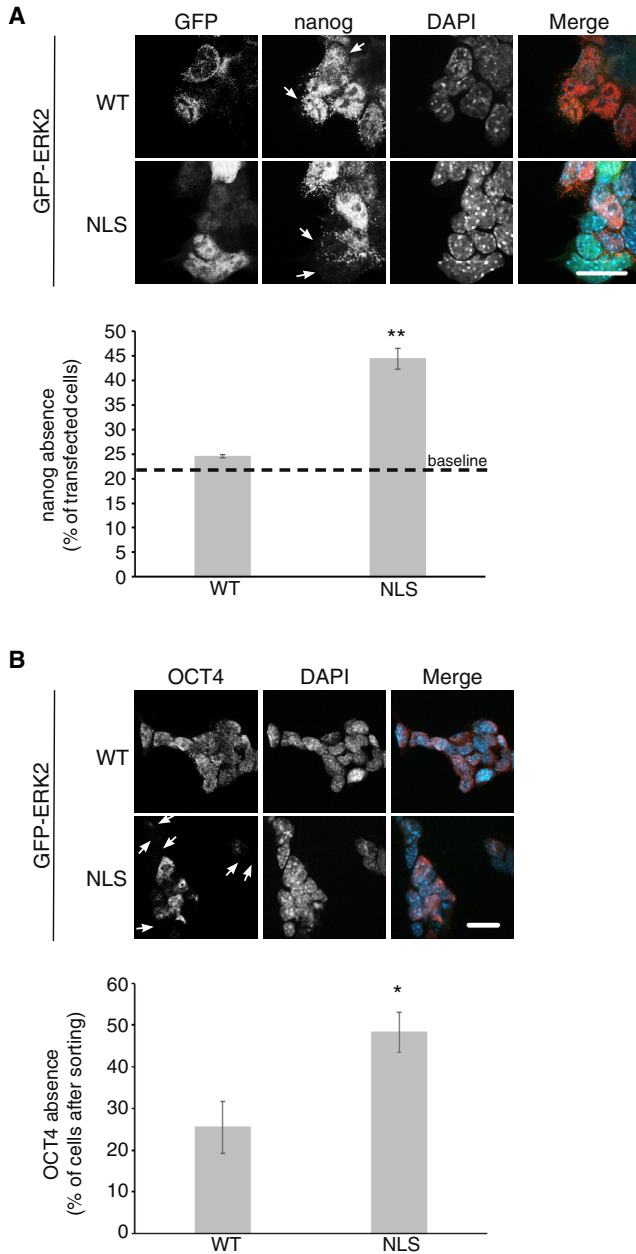 A
GFP nanog DAPI Merge
GFP-ERK2
WT
NLS
nanog absence
(% of transfected cells)
50
45
40
35
30
25
20
15
10
5
0
**
baseline
WT NLS
B
OCT4 DAPI Merge
GFP-ERK2
WT
NLS
OCT4 absence
(% of cells after sorting)
60
50
40
30
20
10
0
*
WT NLS